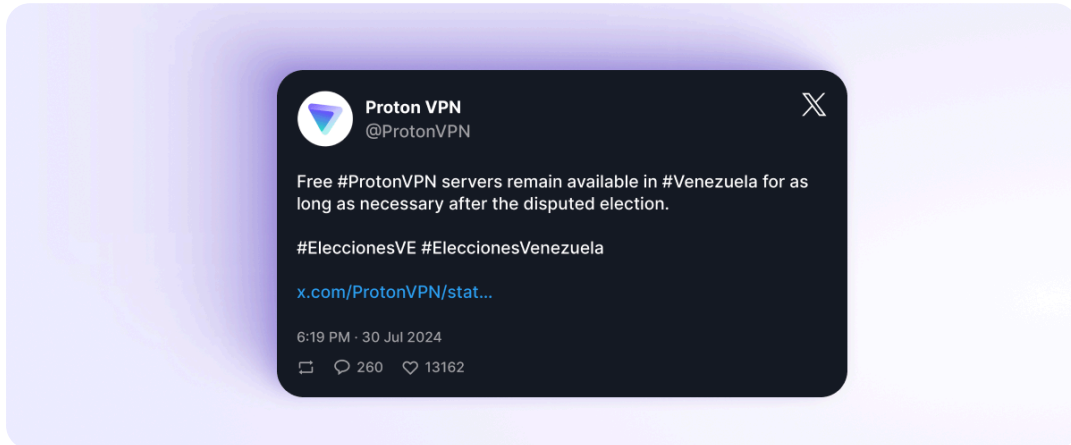 Proton VPN
@ProtonVPN
Free #ProtonVPN servers remain available in #Venezuela for as
long as necessary after the disputed election.
#EleccionesVE #EleccionesVenezuela
x.com/ProtonVPN/stat...
6:19 PM · 30 Jul 2024
260 13162